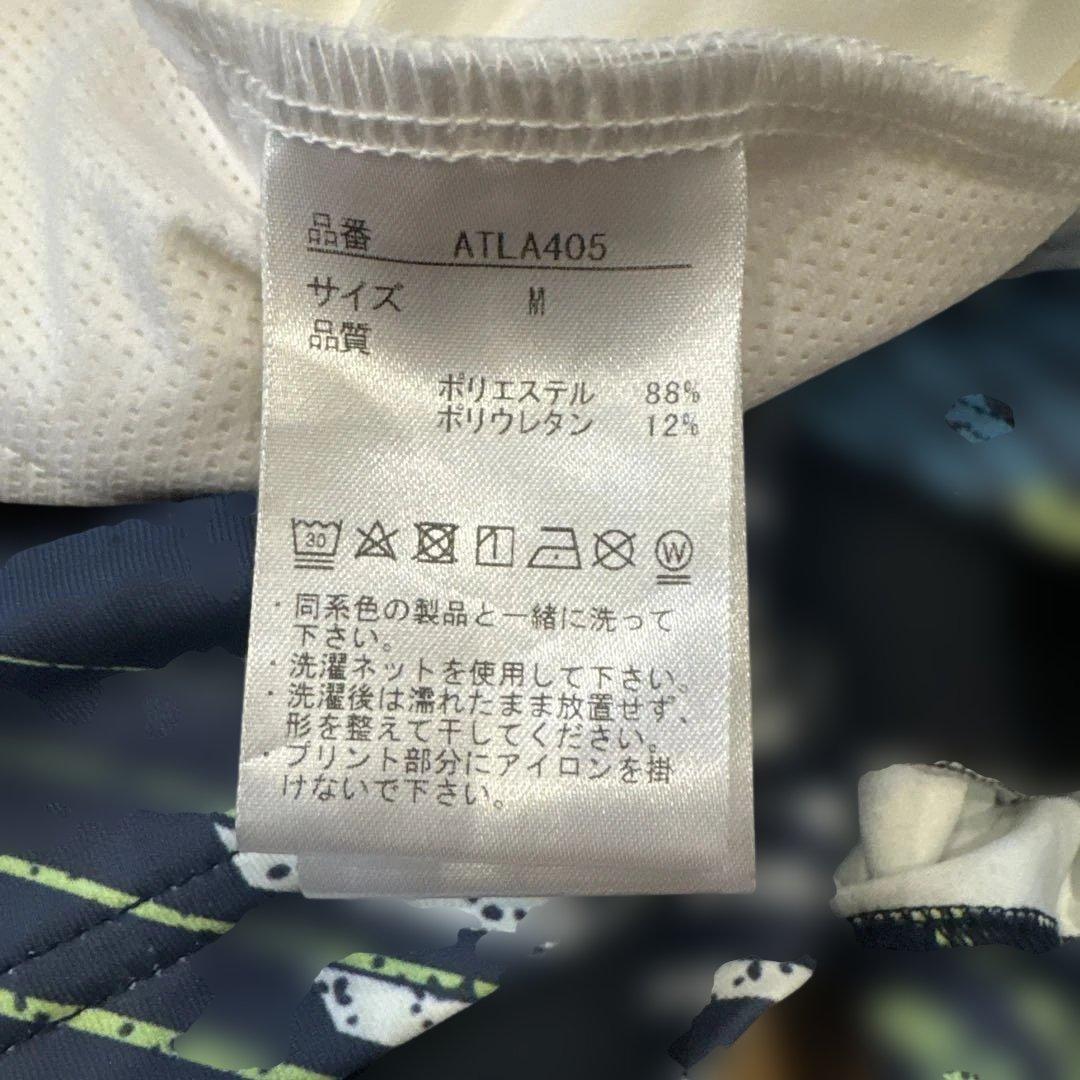 品番 ATLA405
サイズ M
品質
ポリエステル 88%
ポリウレタン 12%
30 W
・同系色の製品と一緒に洗って
下さい。
・洗濯ネットを使用して下さい。
・洗濯後は濡れたまま放置せず、
形を整えて干してください。
・プリント部分にアイロンを掛
けないで下さい。